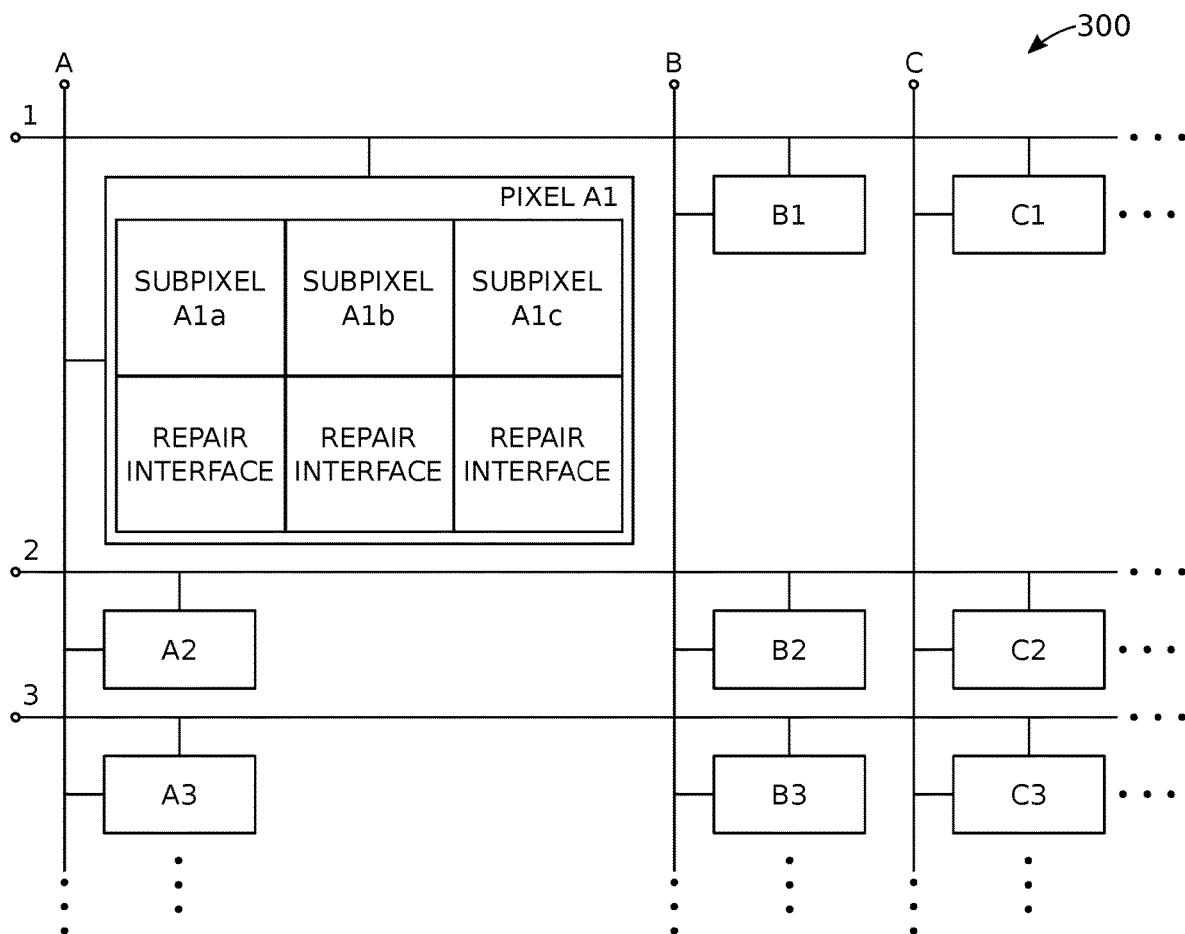 300
A
B
C
1
PIXEL A1
SUBPIXEL
A1a
SUBPIXEL
A1b
SUBPIXEL
A1c
B1
C1
REPAIR
INTERFACE
REPAIR
INTERFACE
REPAIR
INTERFACE
2
A2
B2
C2
3
A3
B3
C3